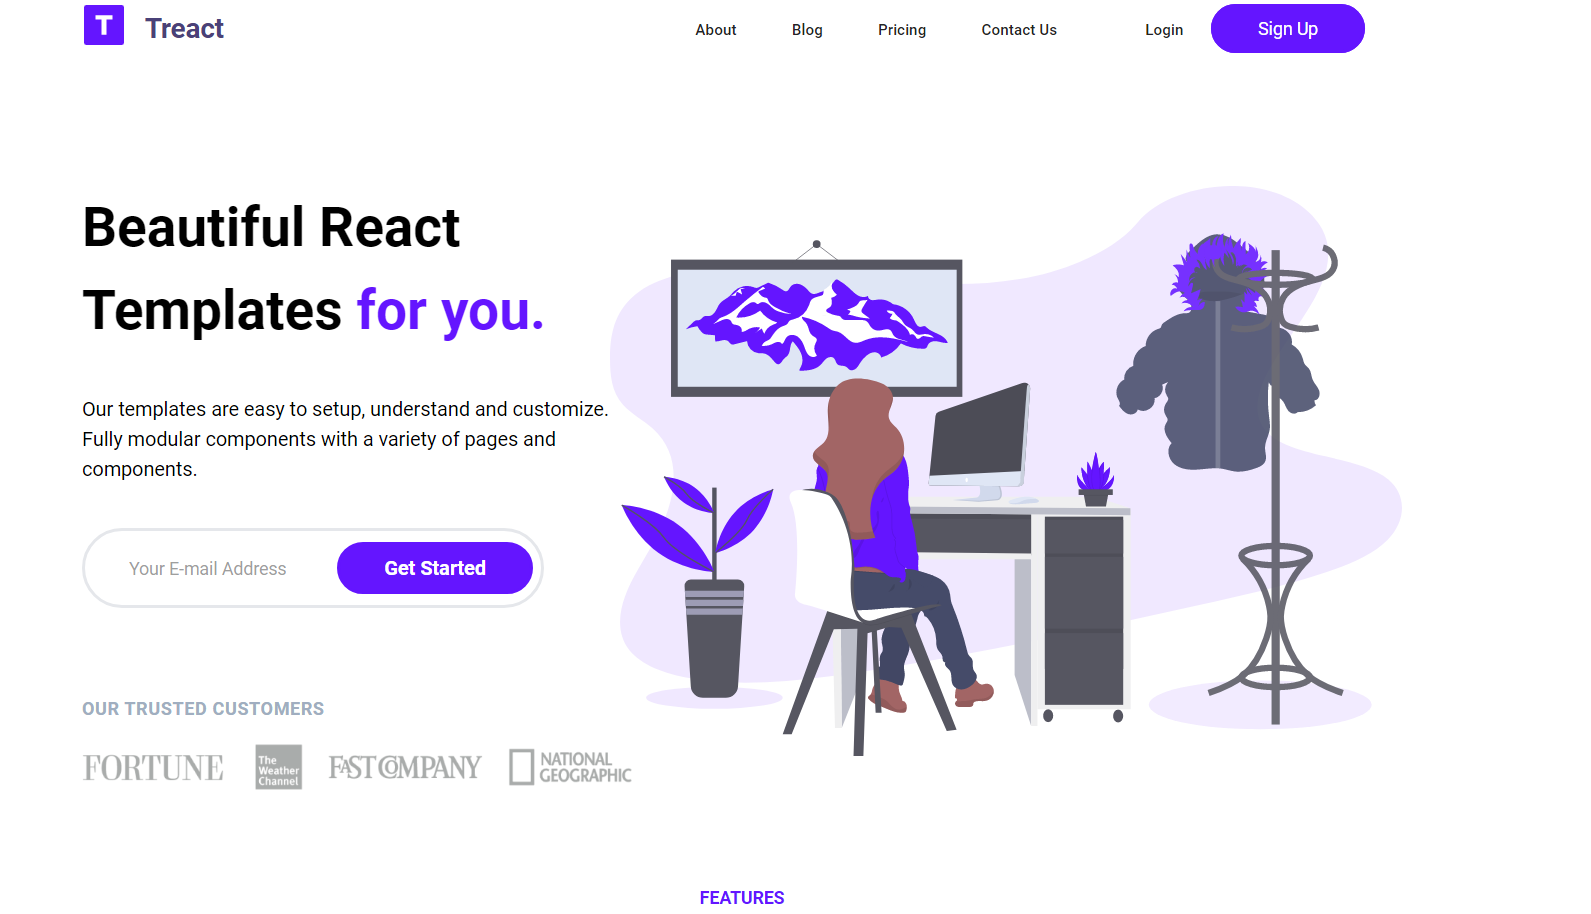 T Treact About Blog Pricing Contact Us Login Sign Up
Beautiful React
Templates for you.
Our templates are easy to setup, understand and customize.
Fully modular components with a variety of pages and
components.
Your E-mail Address Get Started
OUR TRUSTED CUSTOMERS
FORTUNE
The
Weather
Channel
FAST COMPANY
NATIONAL
GEOGRAPHIC
FEATURES